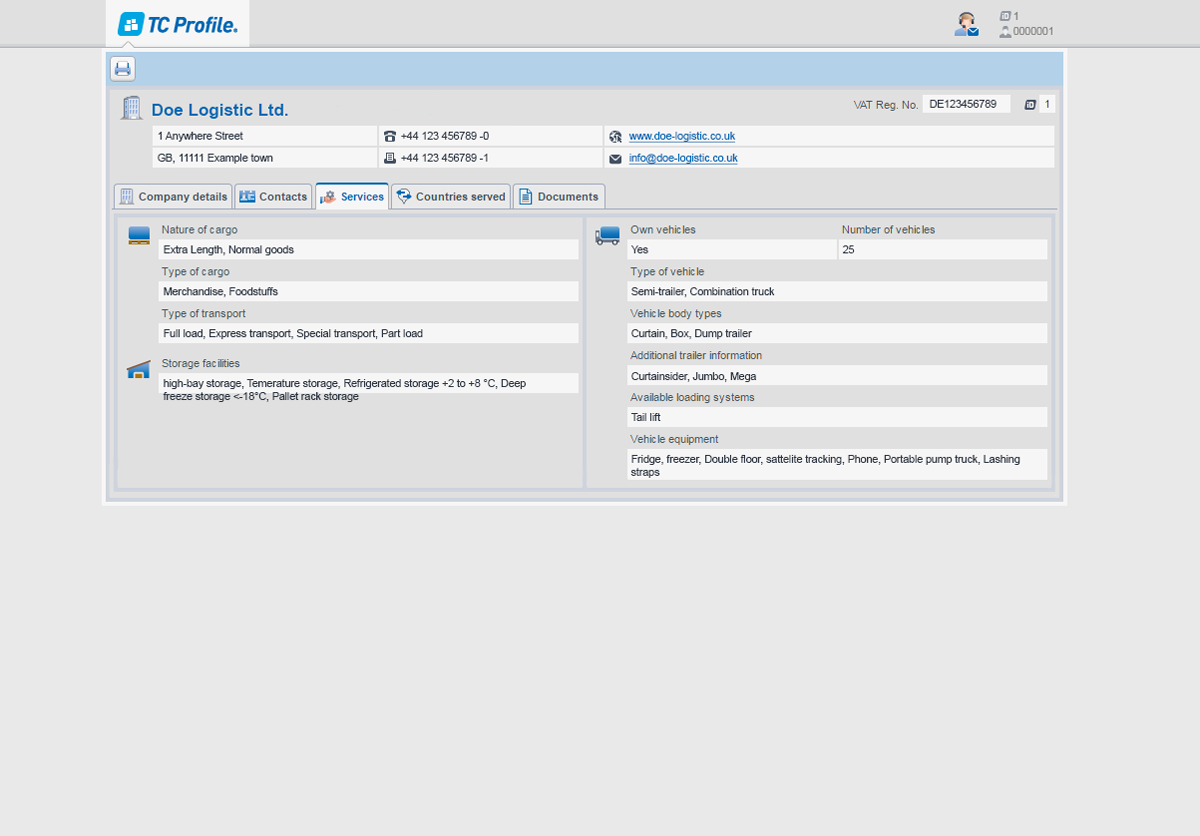 TC Profile.
1
0000001
Doe Logistic Ltd.
VAT Reg. No. DE123456789 1
1 Anywhere Street +44 123 456789 -0 www.doe-logistic.co.uk
GB, 11111 Example town +44 123 456789 -1 info@doe-logistic.co.uk
Company details Contacts Services Countries served Documents
Nature of cargo
Extra Length, Normal goods
Type of cargo
Merchandise, Foodstuffs
Type of transport
Full load, Express transport, Special transport, Part load
Storage facilities
high-bay storage, Temerature storage, Refrigerated storage +2 to +8 °C, Deep
freeze storage <-18°C, Pallet rack storage
Own vehicles Number of vehicles
Yes 25
Type of vehicle
Semi-trailer, Combination truck
Vehicle body types
Curtain, Box, Dump trailer
Additional trailer information
Curtainsider, Jumbo, Mega
Available loading systems
Tail lift
Vehicle equipment
Fridge, freezer, Double floor, sattelite tracking, Phone, Portable pump truck, Lashing
straps